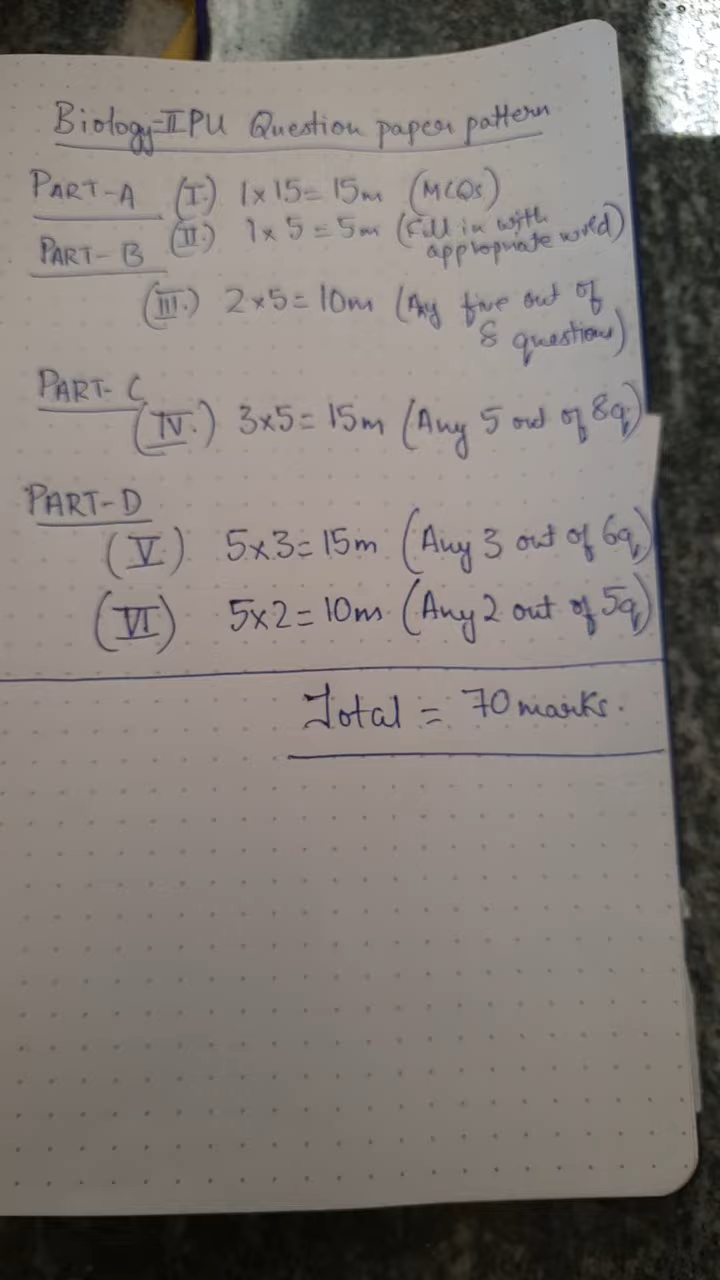 Biology-II PU Question paper pattern
PART-A (I.) 1x15=15m (MCQs)
(II.) 1x5=5m (Fill in with appropriate word)
PART-B
(III.) 2x5=10m (Any five out of 8 questions)
PART-C
(IV.) 3x5=15m (Any 5 out of 8q)
PART-D
(V) 5x3=15m (Any 3 out of 6q)
(VI) 5x2=10m (Any 2 out of 5q)
Total = 70 marks.